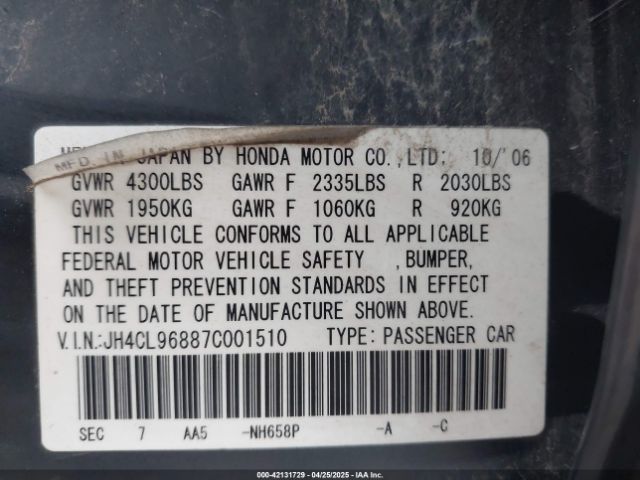 MFD. IN JAPAN BY HONDA MOTOR CO.,LTD; 10/'06
GVWR 4300LBS GAWR F 2335LBS R 2030LBS
GVWR 1950KG GAWR F 1060KG R 920KG
THIS VEHICLE CONFORMS TO ALL APPLICABLE
FEDERAL MOTOR VEHICLE SAFETY ,BUMPER,
AND THEFT PREVENTION STANDARDS IN EFFECT
ON THE DATE OF MANUFACTURE SHOWN ABOVE.
V.I.N.:JH4CL96887C001510 TYPE: PASSENGER CAR
SEC 7 AA5 -NH658P -A -C
000-42131729 - 04/25/2025 - IAA Inc.